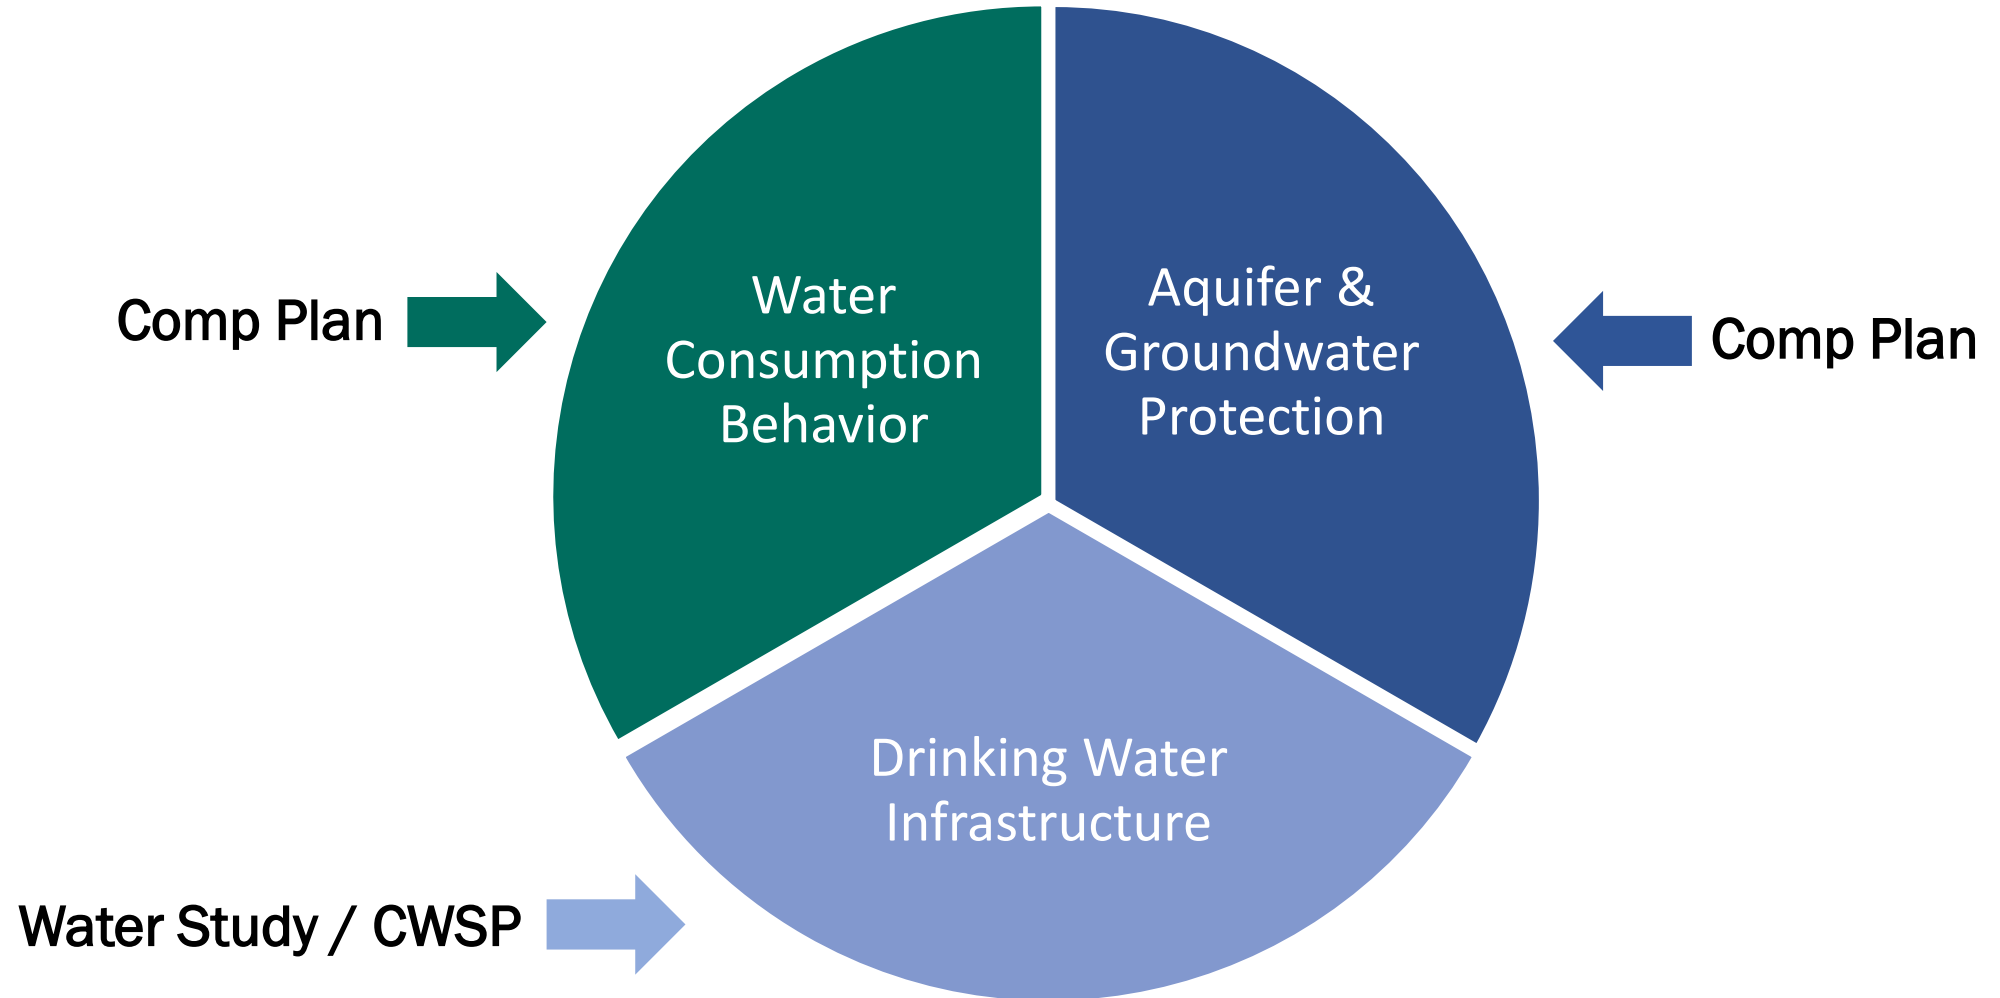 Comp Plan
Water
Consumption
Behavior
Aquifer &
Groundwater
Protection
Comp Plan
Drinking Water
Infrastructure
Water Study / CWSP